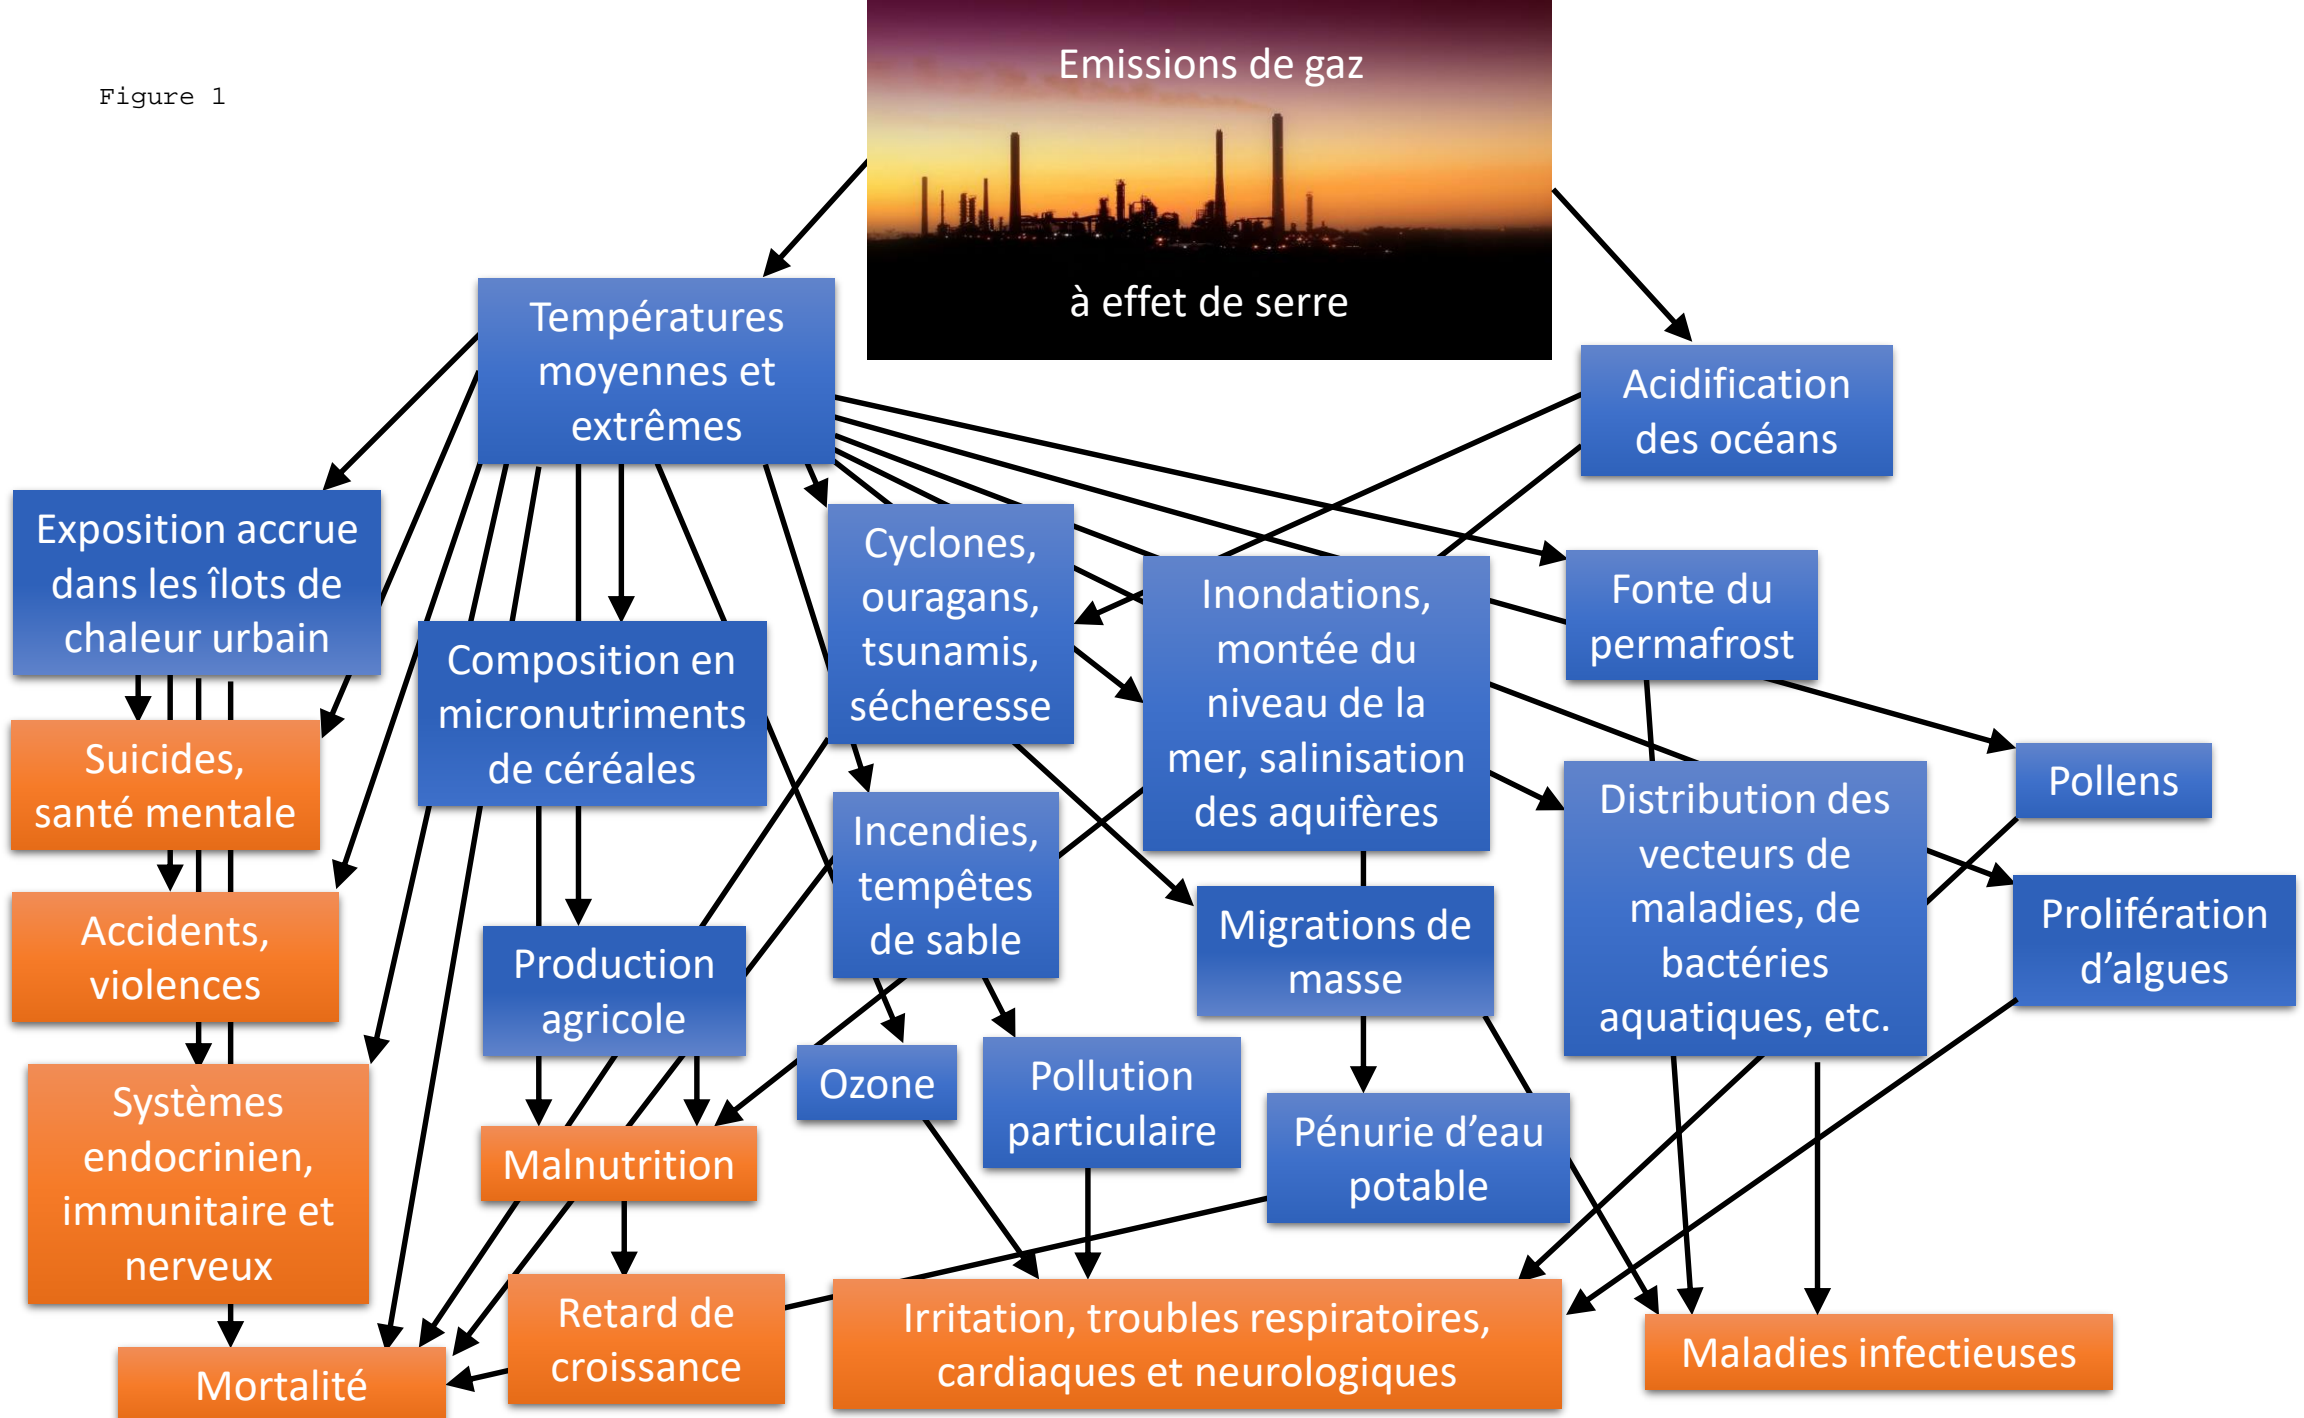 Figure 1
Emissions de gaz
à effet de serre
Températures
moyennes et
extrêmes
Acidification
des océans
Exposition accrue
dans les îlots de
chaleur urbain
Cyclones,
ouragans,
tsunamis,
sécheresse
Inondations,
montée du
niveau de la
mer, salinisation
des aquifères
Fonte du
permafrost
Composition en
micronutriments
de céréales
Suicides,
santé mentale
Pollens
Distribution des
vecteurs de
maladies, de
bactéries
aquatiques, etc.
Incendies,
tempêtes
de sable
Accidents,
violences
Production
agricole
Migrations de
masse
Prolifération
d’algues
Ozone
Pollution
particulaire
Systèmes
endocrinien,
immunitaire et
nerveux
Malnutrition
Pénurie d’eau
potable
Retard de
croissance
Irritation, troubles respiratoires,
cardiaques et neurologiques
Maladies infectieuses
Mortalité